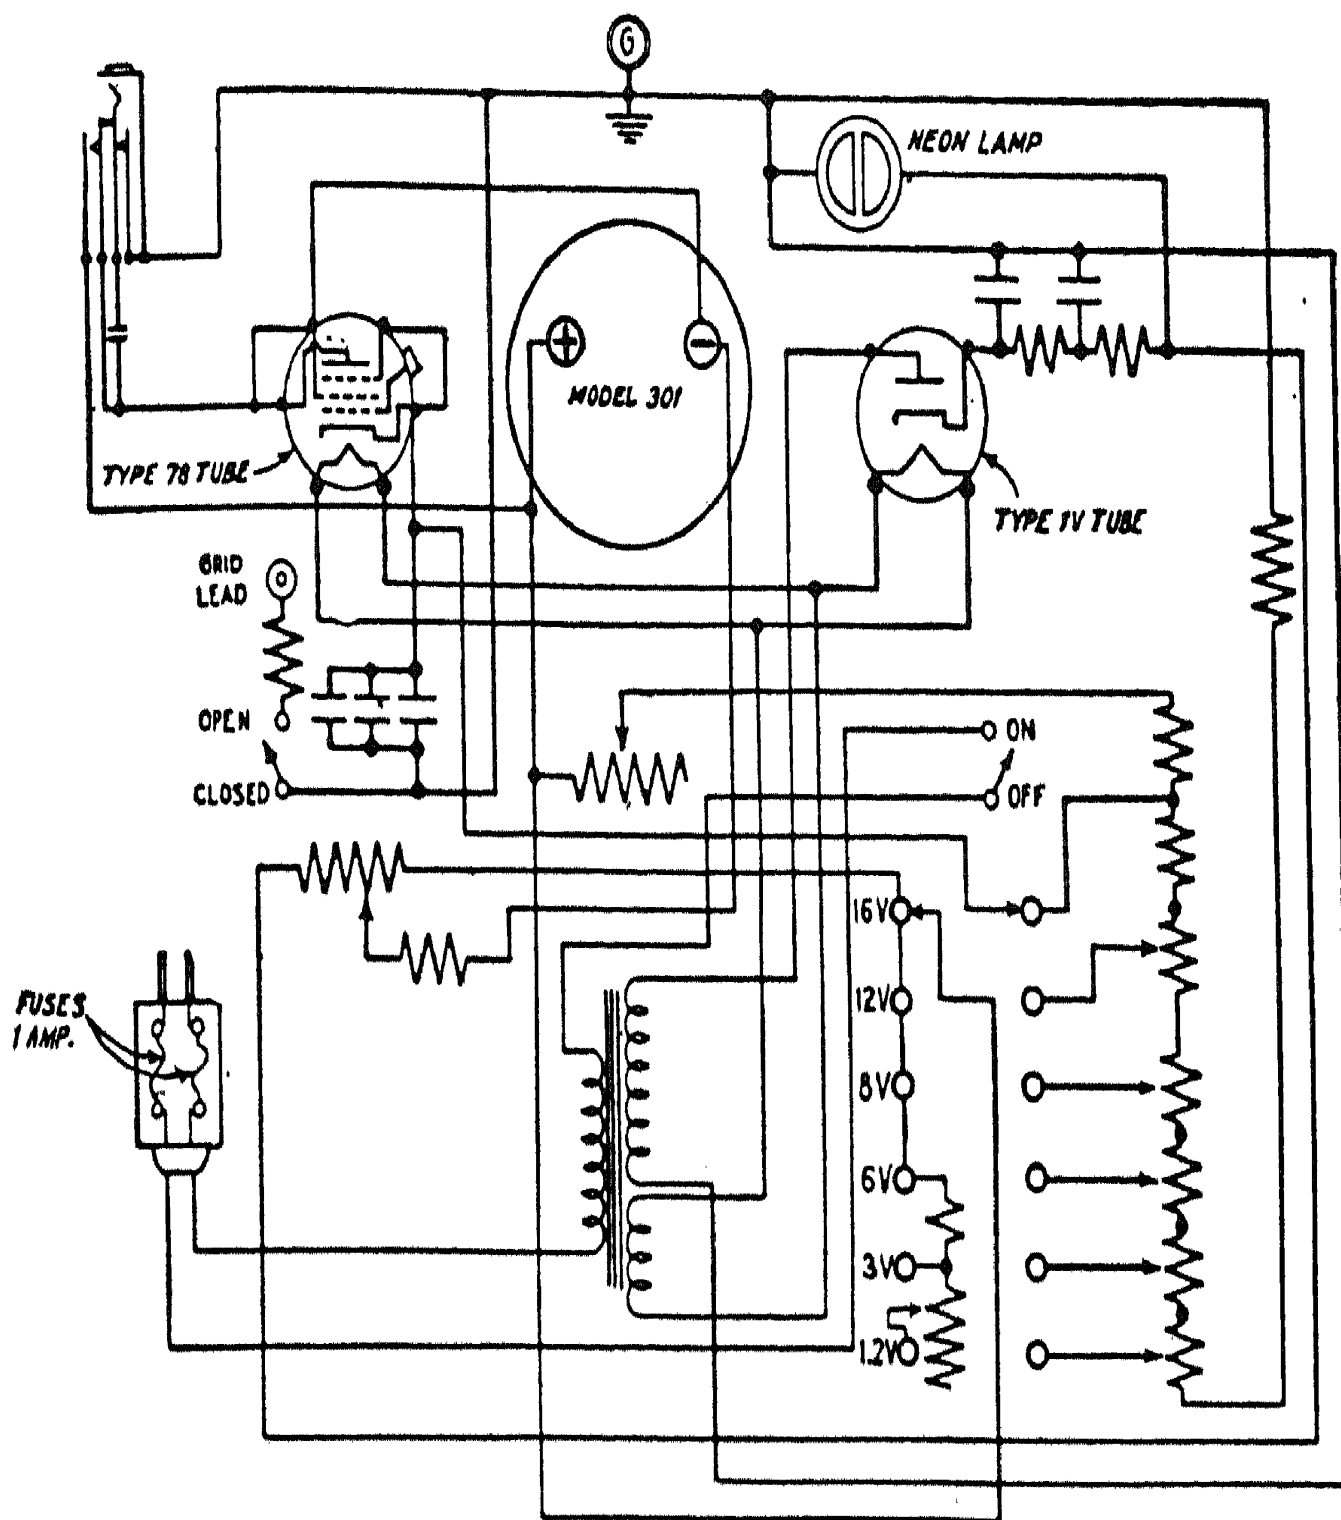 G
NEON LAMP
+
−
MODEL 301
TYPE 78 TUBE
TYPE 1V TUBE
GRID
LEAD
OPEN
CLOSED
ON
OFF
16V
12V
FUSES
1 AMP.
8V
6V
3V
1.2V